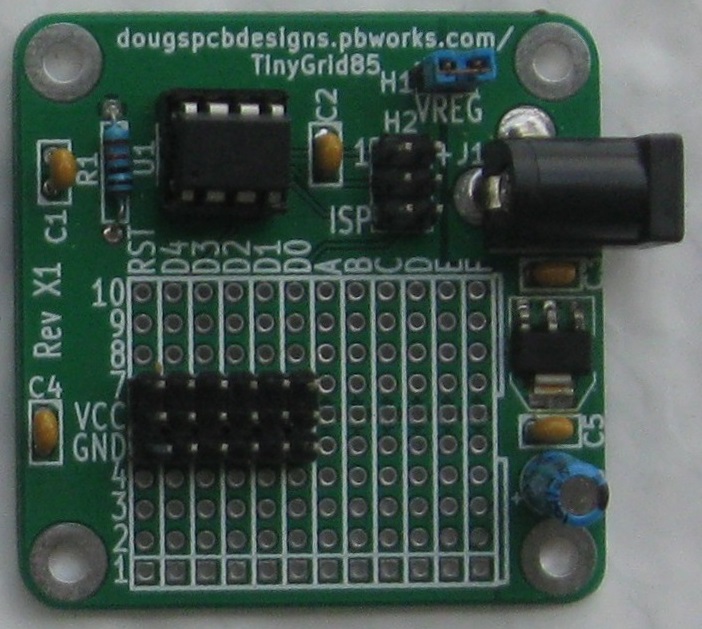 dougspcbdesigns.pbworks.com/
TinyGrid85
H1
VREG
C2
H2
1
+
J1
U1
R1
C1
ISP
Rev X1
RST D4 D3 D2 D1 D0 A B C D E F
10
9
8
7
C4
VCC
GND
C5
4
3
2
1
+